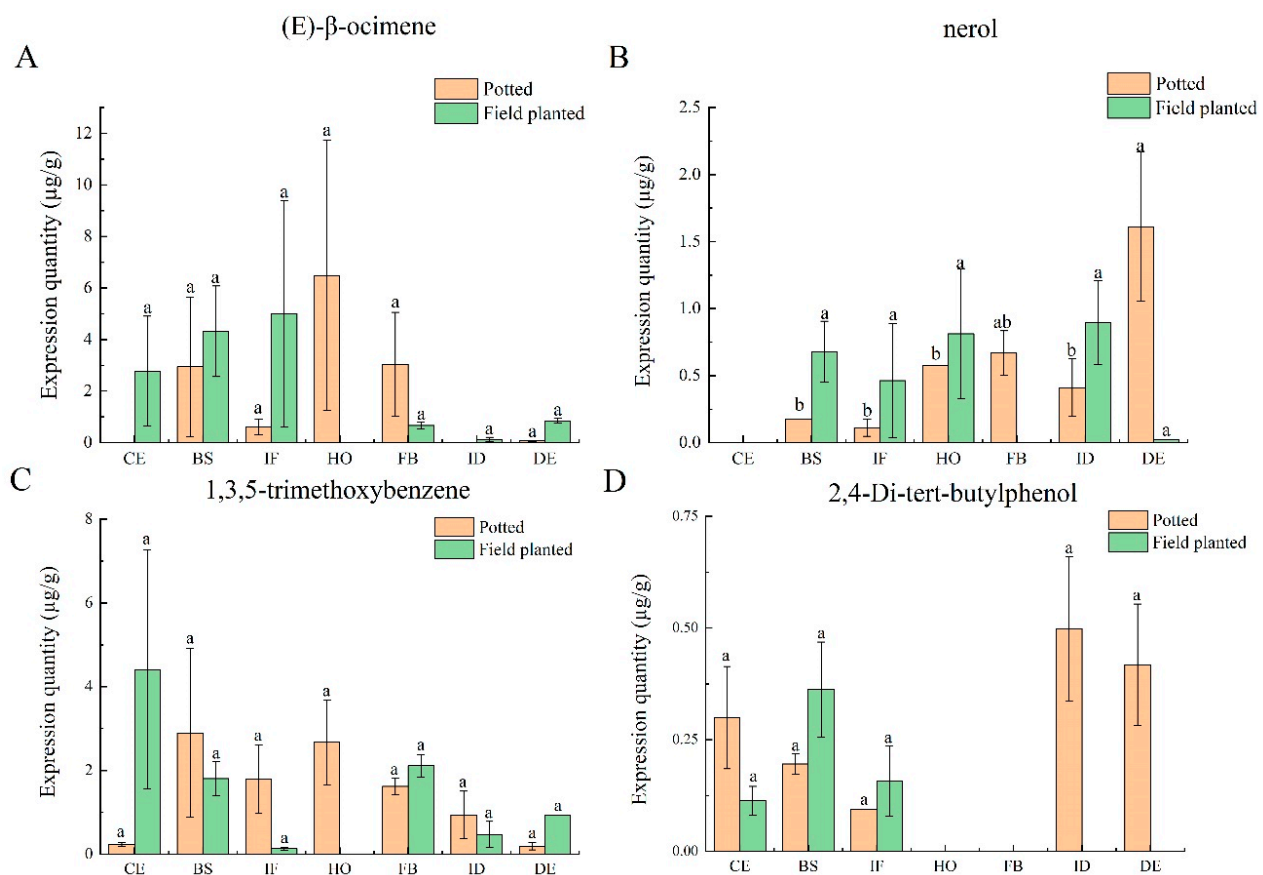 (E)-β-ocimene
A
Potted
Field planted
Expression quantity (µg/g)
12
10
8
6
4
2
0
a
a
a
a
a
a
a
a
a
a
a
CE BS IF HO FB ID DE
nerol
B
Potted
Field planted
Expression quantity (µg/g)
2.5
2.0
1.5
1.0
0.5
0.0
b
a
b
a
b
a
ab
b
a
a
a
CE BS IF HO FB ID DE
C
1,3,5-trimethoxybenzene
Potted
Field planted
Expression quantity (µg/g)
8
6
4
2
0
a
a
a
a
a
a
a
a
a
a
a
a
a
CE BS IF HO FB ID DE
D
2,4-Di-tert-butylphenol
Potted
Field planted
Expression quantity (µg/g)
0.75
0.50
0.25
0.00
a
a
a
a
a
a
a
a
CE BS IF HO FB ID DE